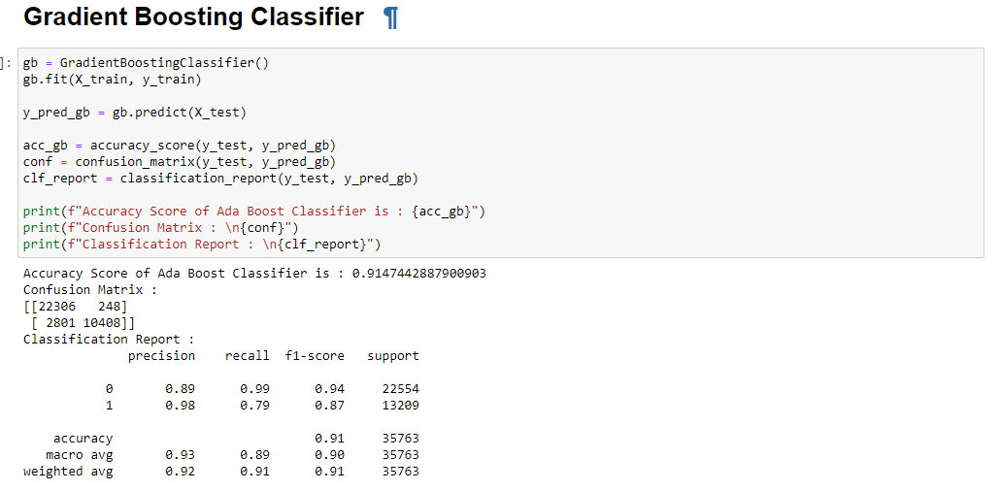 Gradient Boosting Classifier ¶
]: gb = GradientBoostingClassifier()
gb.fit(X_train, y_train)
y_pred_gb = gb.predict(X_test)
acc_gb = accuracy_score(y_test, y_pred_gb)
conf = confusion_matrix(y_test, y_pred_gb)
clf_report = classification_report(y_test, y_pred_gb)
print(f"Accuracy Score of Ada Boost Classifier is : {acc_gb}")
print(f"Confusion Matrix : \n{conf}")
print(f"Classification Report : \n{clf_report}")
Accuracy Score of Ada Boost Classifier is : 0.9147442887900903
Confusion Matrix :
[[22306   248]
 [ 2801 10408]]
Classification Report :
              precision    recall  f1-score   support
           0       0.89      0.99      0.94     22554
           1       0.98      0.79      0.87     13209
    accuracy                           0.91     35763
   macro avg       0.93      0.89      0.90     35763
weighted avg       0.92      0.91      0.91     35763